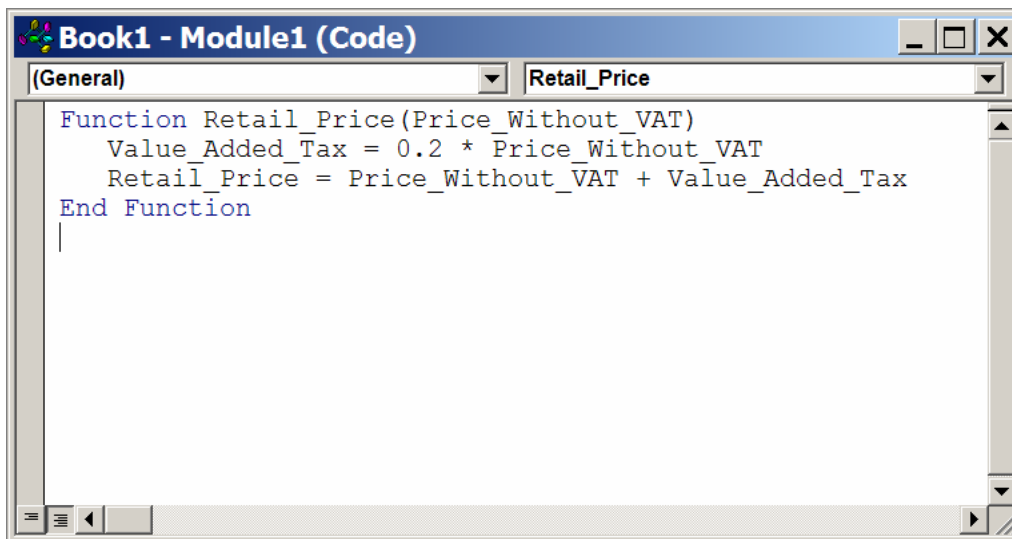 Book1 - Module1 (Code)
(General) Retail_Price
Function Retail_Price(Price_Without_VAT)
Value_Added_Tax = 0.2 * Price_Without_VAT
Retail_Price = Price_Without_VAT + Value_Added_Tax
End Function